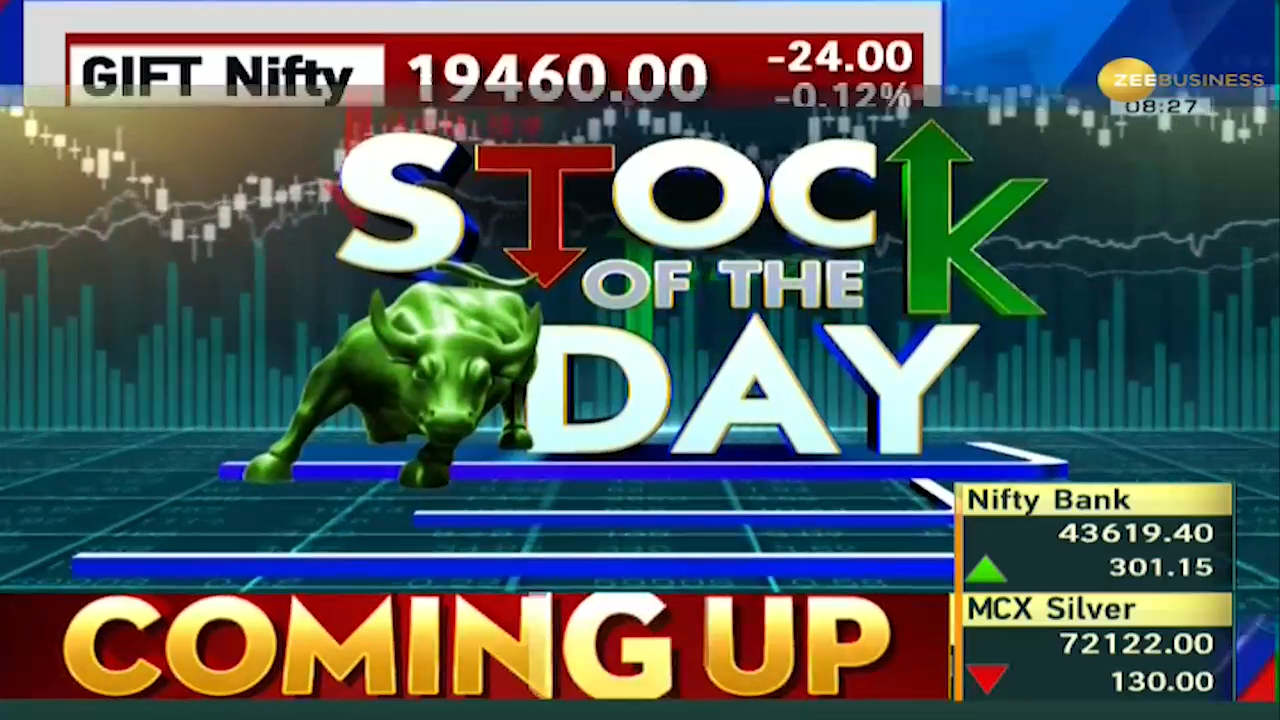 GIFT Nifty 19460.00 -24.00
-0.12%
ZEEBUSINESS
08:27
STOCK
OF THE
DAY
Nifty Bank
43619.40
301.15
MCX Silver
72122.00
130.00
COMING UP